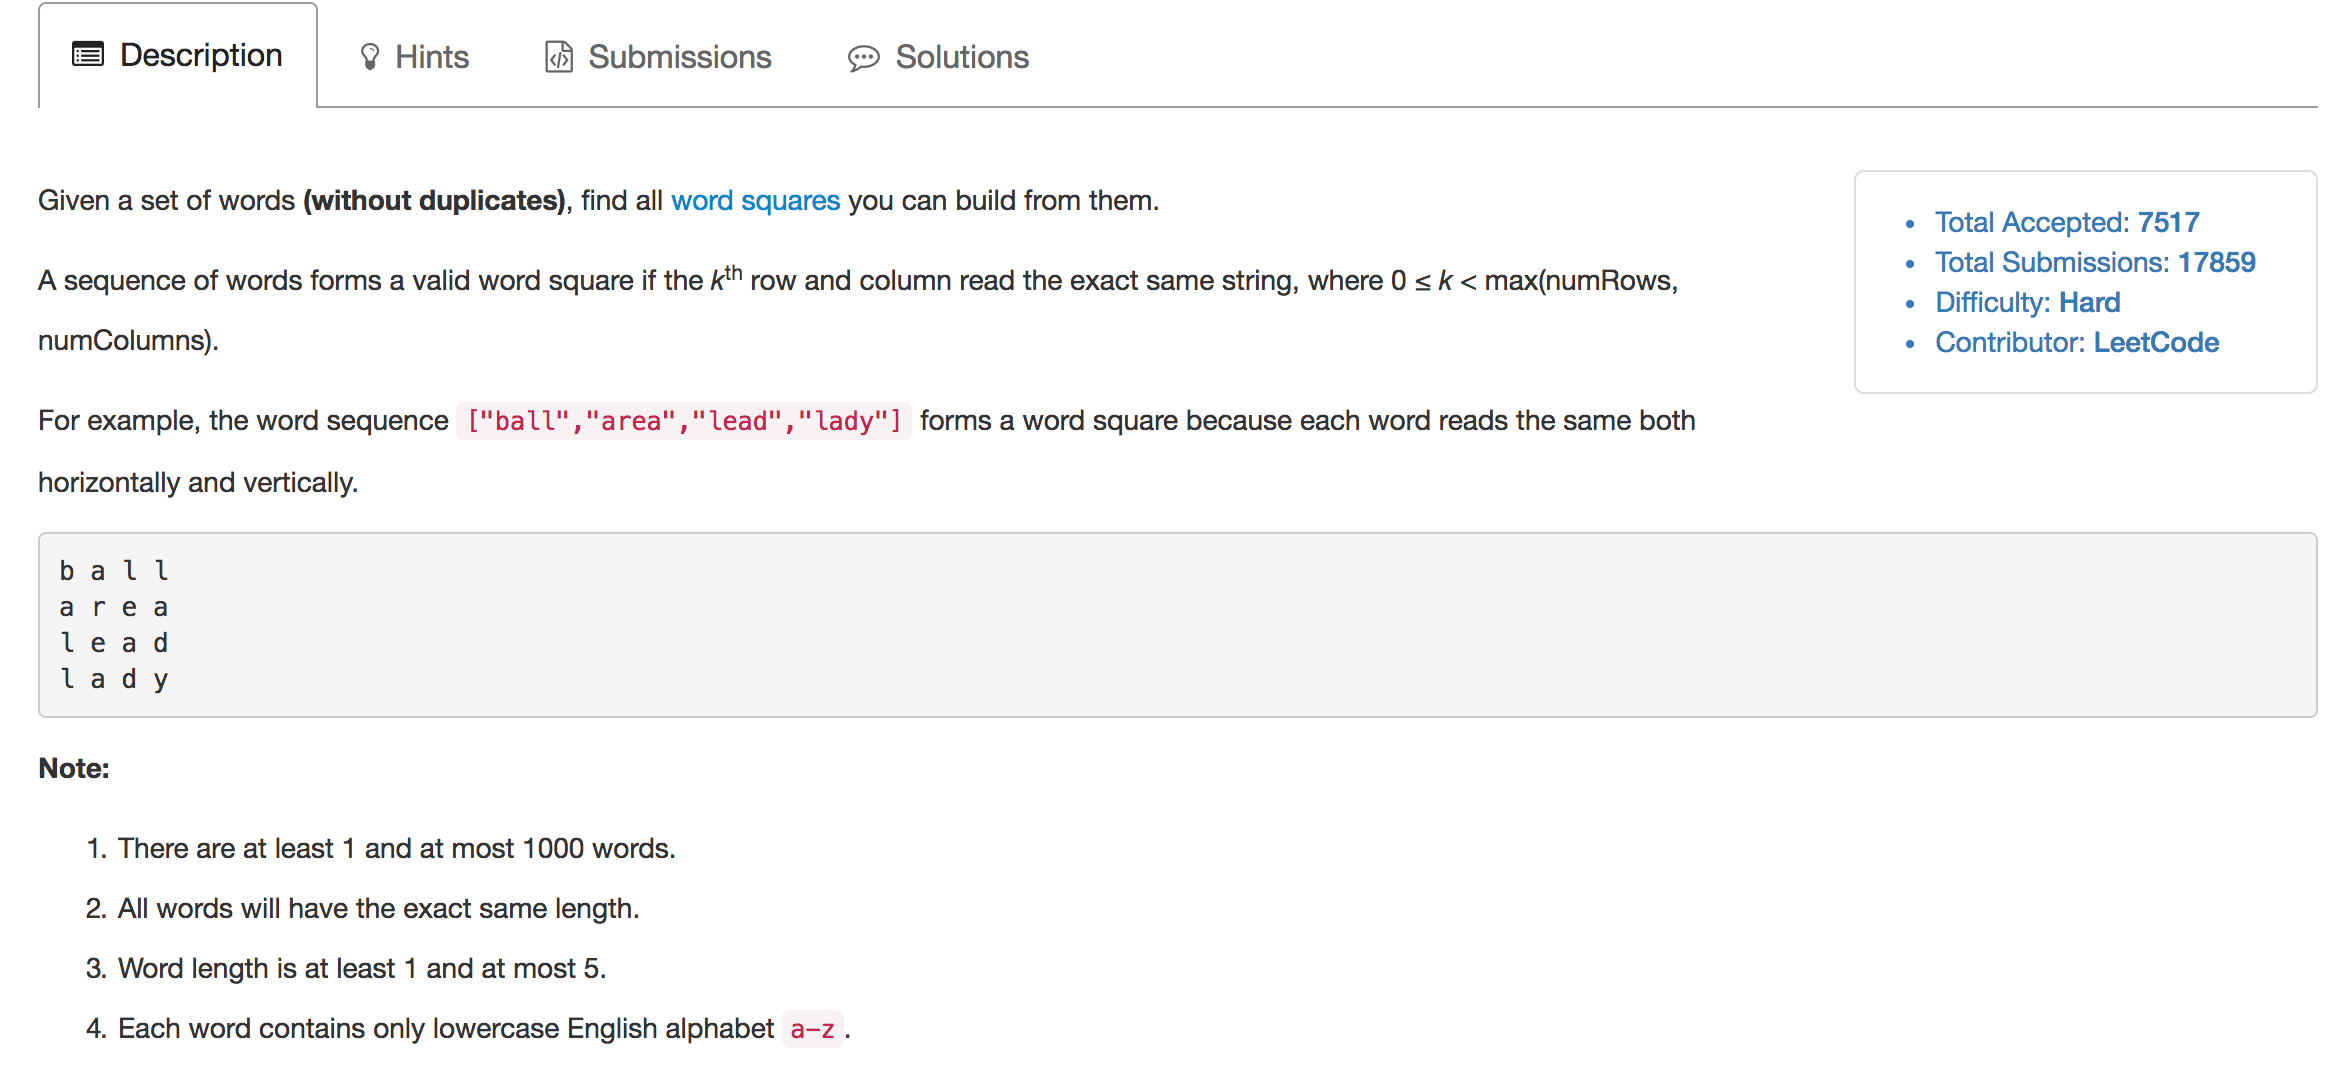 Description Hints Submissions Solutions
Given a set of words (without duplicates), find all word squares you can build from them.
A sequence of words forms a valid word square if the kth row and column read the exact same string, where 0 ≤ k < max(numRows,
numColumns).
For example, the word sequence ["ball","area","lead","lady"] forms a word square because each word reads the same both
horizontally and vertically.
b a l l
a r e a
l e a d
l a d y
Note:
1. There are at least 1 and at most 1000 words.
2. All words will have the exact same length.
3. Word length is at least 1 and at most 5.
4. Each word contains only lowercase English alphabet a-z.
• Total Accepted: 7517
• Total Submissions: 17859
• Difficulty: Hard
• Contributor: LeetCode